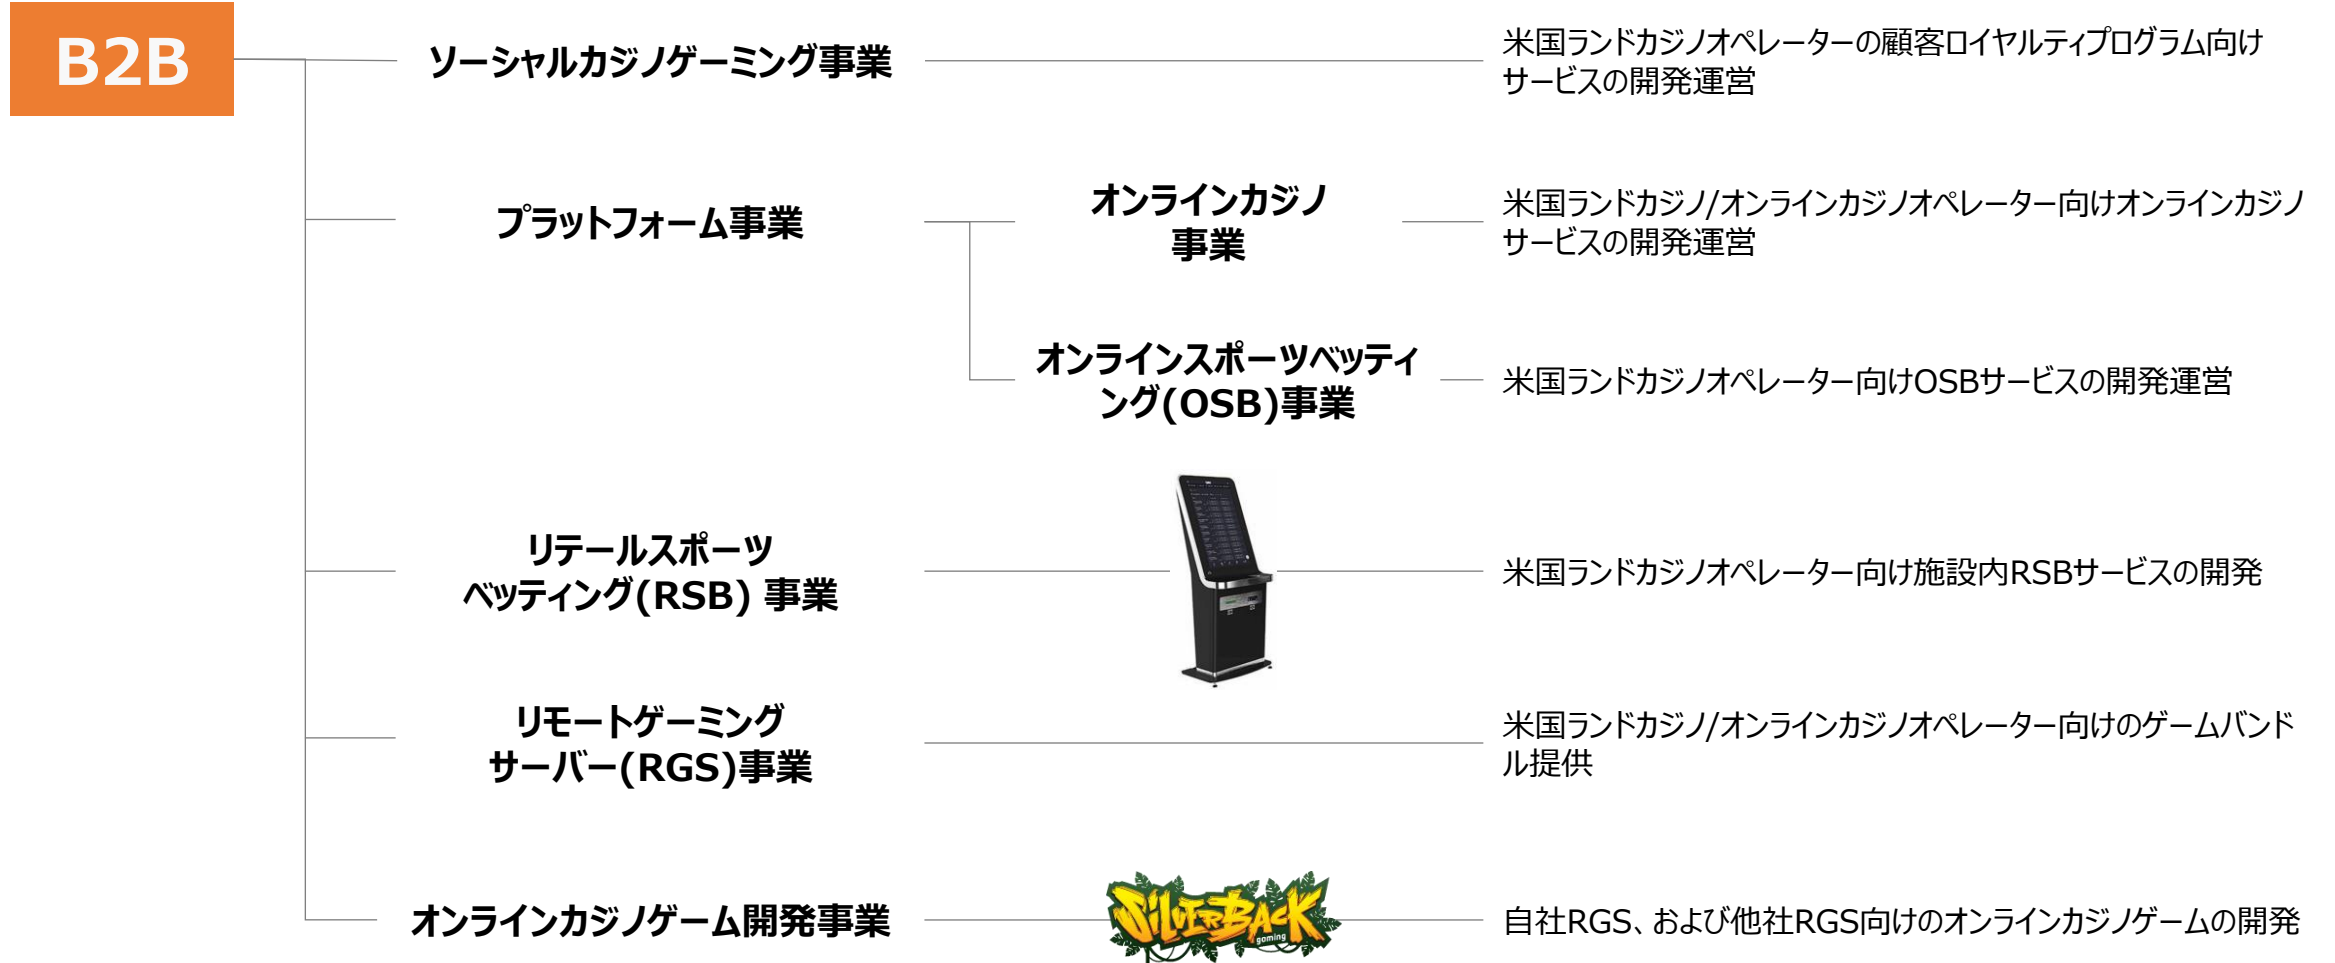 B2B
ソーシャルカジノゲーミング事業
米国ランドカジノオペレーターの顧客ロイヤルティプログラム向け
サービスの開発運営
プラットフォーム事業
オンラインカジノ
事業
米国ランドカジノ/オンラインカジノオペレーター向けオンラインカジノ
サービスの開発運営
オンラインスポーツベッティ
ング(OSB)事業
米国ランドカジノオペレーター向けOSBサービスの開発運営
リテールスポーツ
ベッティング(RSB) 事業
米国ランドカジノオペレーター向け施設内RSBサービスの開発
リモートゲーミング
サーバー(RGS)事業
米国ランドカジノ/オンラインカジノオペレーター向けのゲームバンド
ル提供
オンラインカジノゲーム開発事業
SILVERBACK
gaming
自社RGS、および他社RGS向けのオンラインカジノゲームの開発